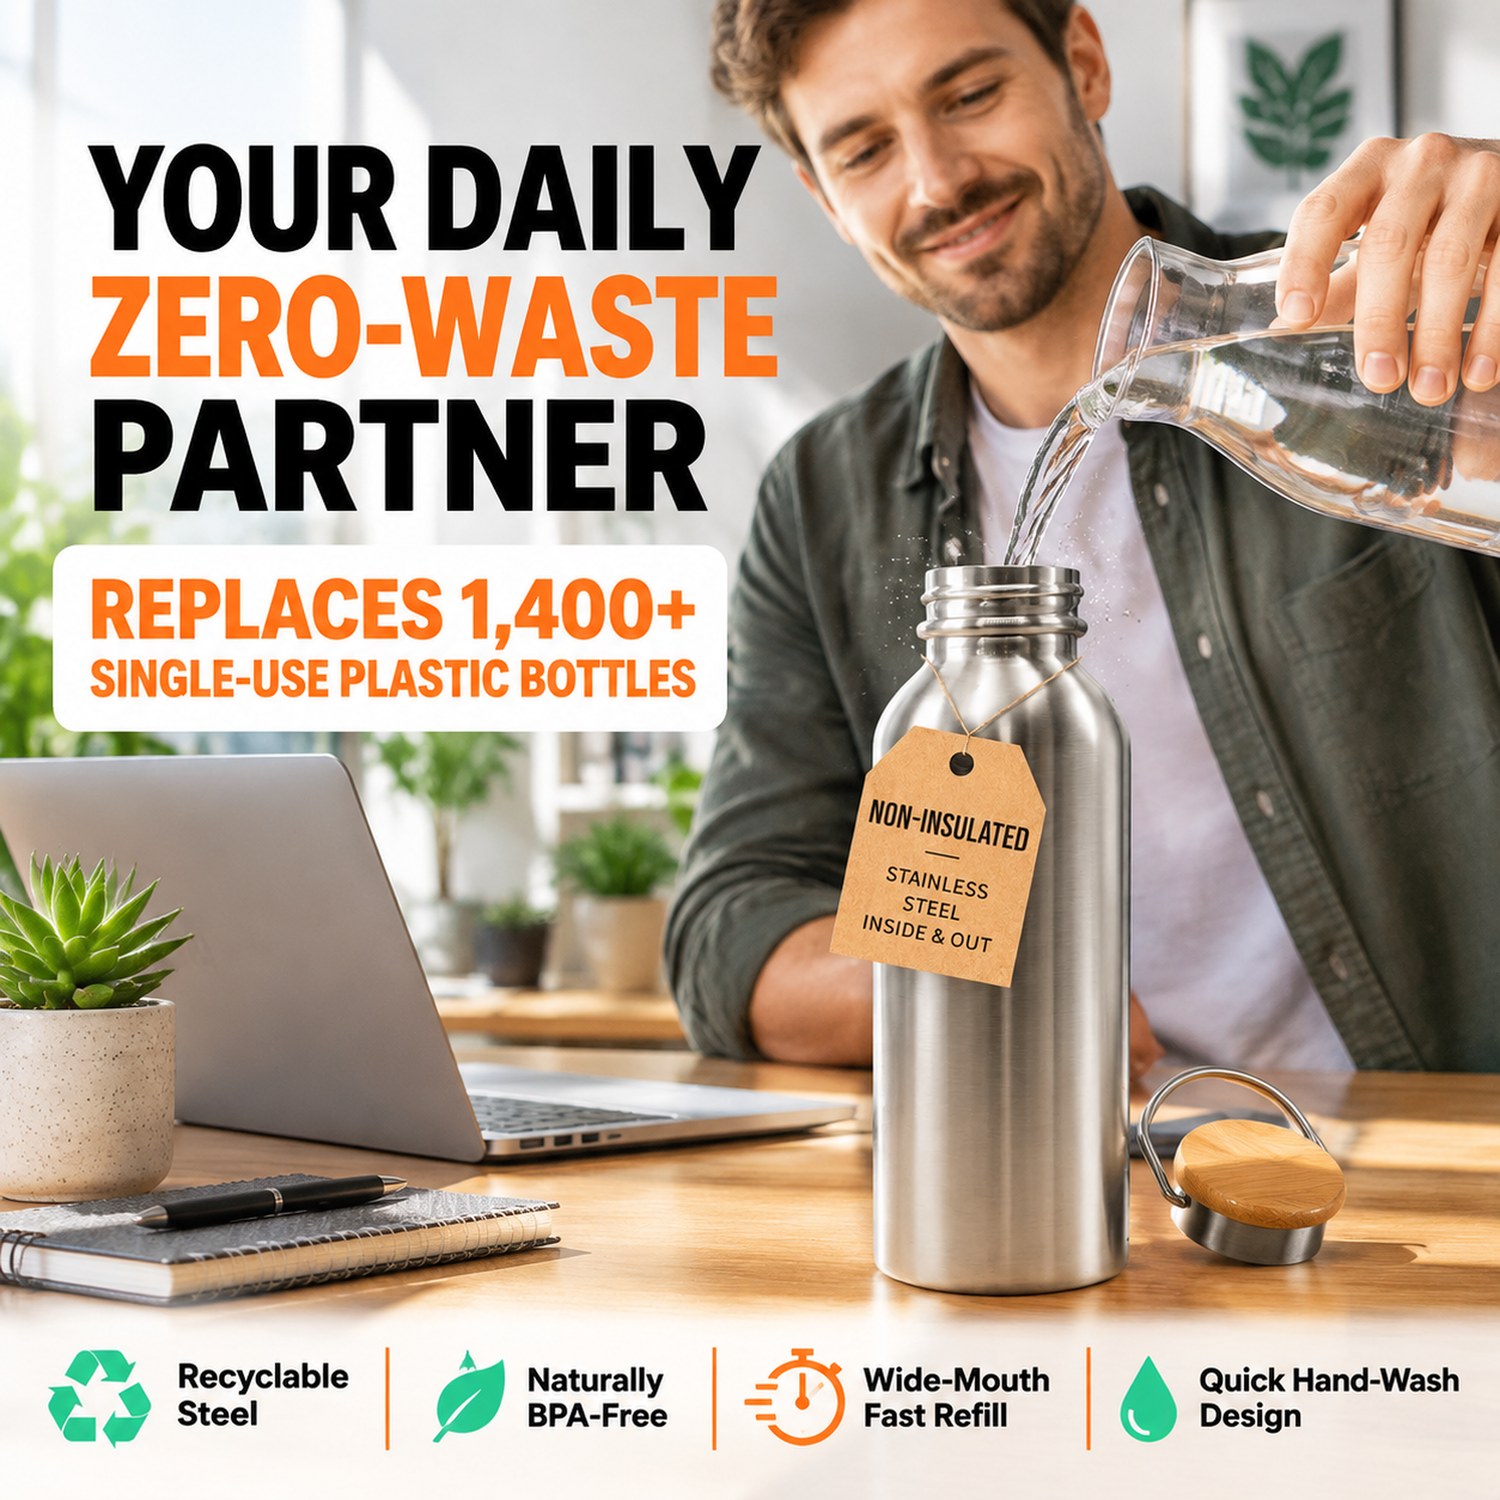 YOUR DAILY
ZERO-WASTE
PARTNER
REPLACES 1,400+
SINGLE-USE PLASTIC BOTTLES
NON-INSULATED
STAINLESS
STEEL
INSIDE & OUT
Recyclable
Steel
Naturally
BPA-Free
Wide-Mouth
Fast Refill
Quick Hand-Wash
Design